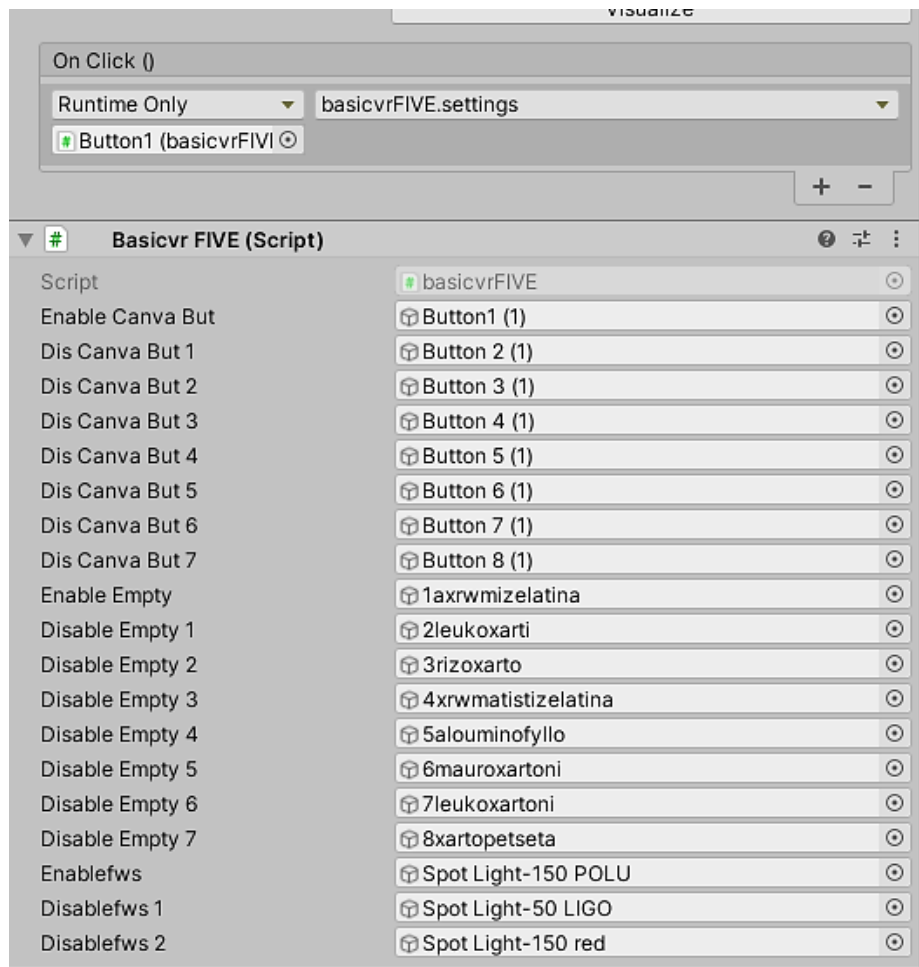 Visualize
On Click ()
Runtime Only basicvrFIVE.settings
Button1 (basicvrFIVI
+ −
Basicvr FIVE (Script)
Script basicvrFIVE
Enable Canva But Button1 (1)
Dis Canva But 1 Button 2 (1)
Dis Canva But 2 Button 3 (1)
Dis Canva But 3 Button 4 (1)
Dis Canva But 4 Button 5 (1)
Dis Canva But 5 Button 6 (1)
Dis Canva But 6 Button 7 (1)
Dis Canva But 7 Button 8 (1)
Enable Empty 1axrwmizelatina
Disable Empty 1 2leukoxarti
Disable Empty 2 3rizoxarto
Disable Empty 3 4xrwmatistizelatina
Disable Empty 4 5alouminofyllo
Disable Empty 5 6mauroxartoni
Disable Empty 6 7leukoxartoni
Disable Empty 7 8xartopetseta
Enablefws Spot Light-150 POLU
Disablefws 1 Spot Light-50 LIGO
Disablefws 2 Spot Light-150 red